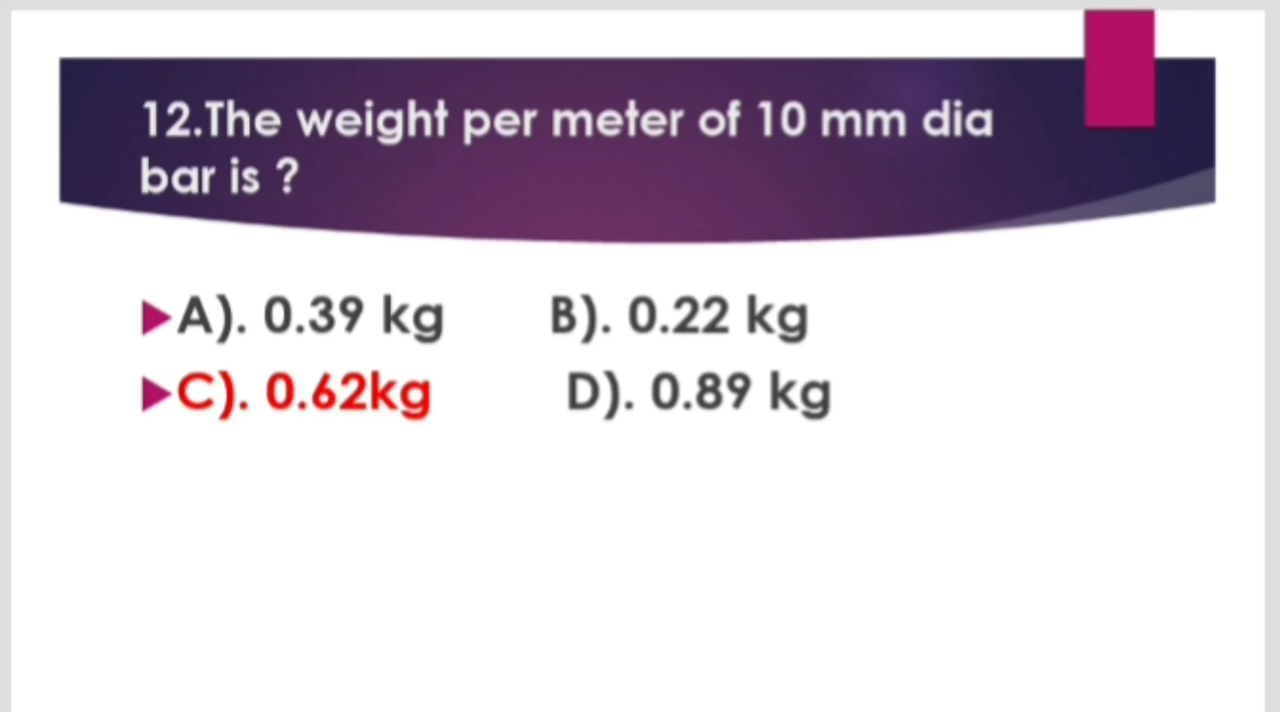 12.The weight per meter of 10 mm dia
bar is ?
A). 0.39 kg B). 0.22 kg
C). 0.62kg D). 0.89 kg